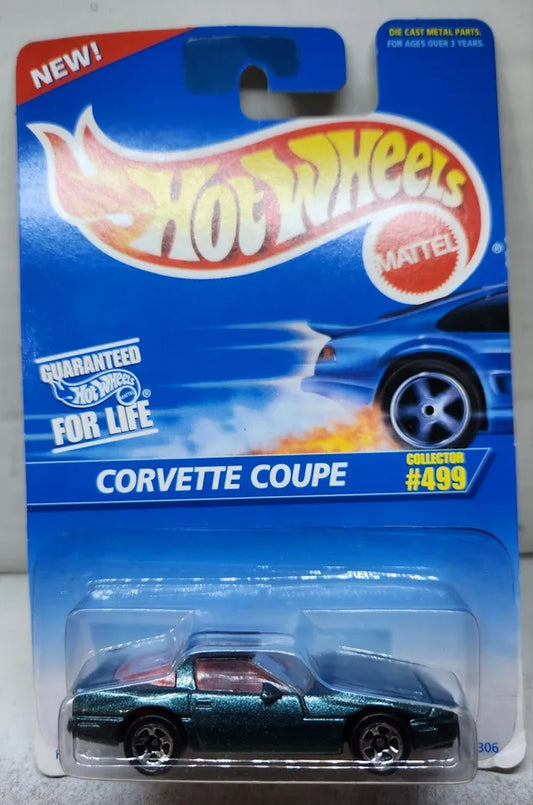 NEW!
DIE CAST METAL PARTS.
FOR AGES OVER 3 YEARS.
HOT WHEELS
MATTEL
®
GUARANTEED
Hot Wheels
®
FOR LIFE
COLLECTOR
CORVETTE COUPE
#499
306